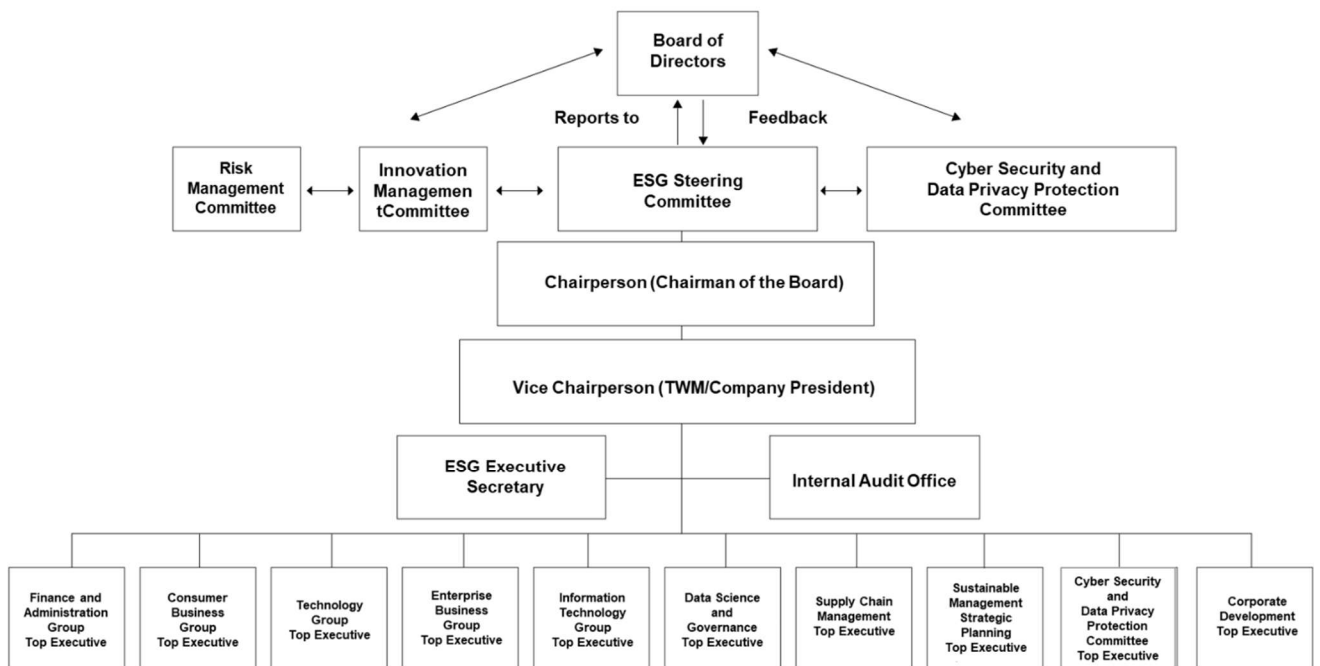 Board of
Directors
Reports to
Feedback
Risk
Management
Committee
Innovation
Managemen
tCommittee
ESG Steering
Committee
Cyber Security and
Data Privacy Protection
Committee
Chairperson (Chairman of the Board)
Vice Chairperson (TWM/Company President)
ESG Executive
Secretary
Internal Audit Office
Finance and
Administration
Group
Top Executive
Consumer
Business
Group
Top Executive
Technology
Group
Top Executive
Enterprise
Business
Group
Top Executive
Information
Technology
Group
Top Executive
Data Science
and
Governance
Top Executive
Supply Chain
Management
Top Executive
Sustainable
Management
Strategic
Planning
Top Executive
Cyber Security
and
Data Privacy
Protection
Committee
Top Executive
Corporate
Development
Top Executive